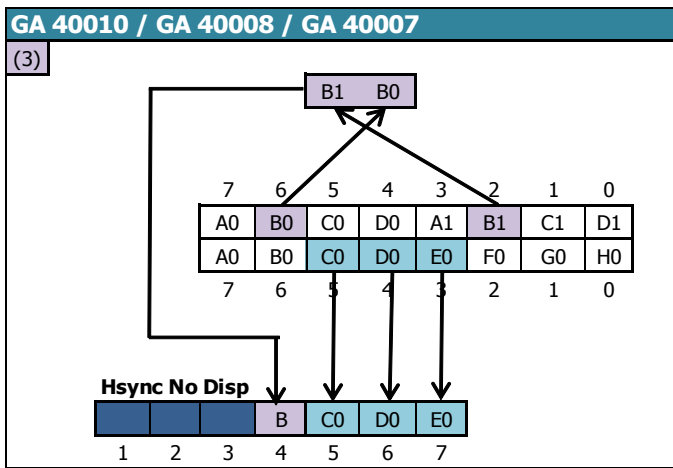 GA 40010 / GA 40008 / GA 40007
(3)
B1 B0
7 6 5 4 3 2 1 0
A0 B0 C0 D0 A1 B1 C1 D1
A0 B0 C0 D0 E0 F0 G0 H0
7 6 5 4 3 2 1 0
Hsync No Disp
B C0 D0 E0
1 2 3 4 5 6 7